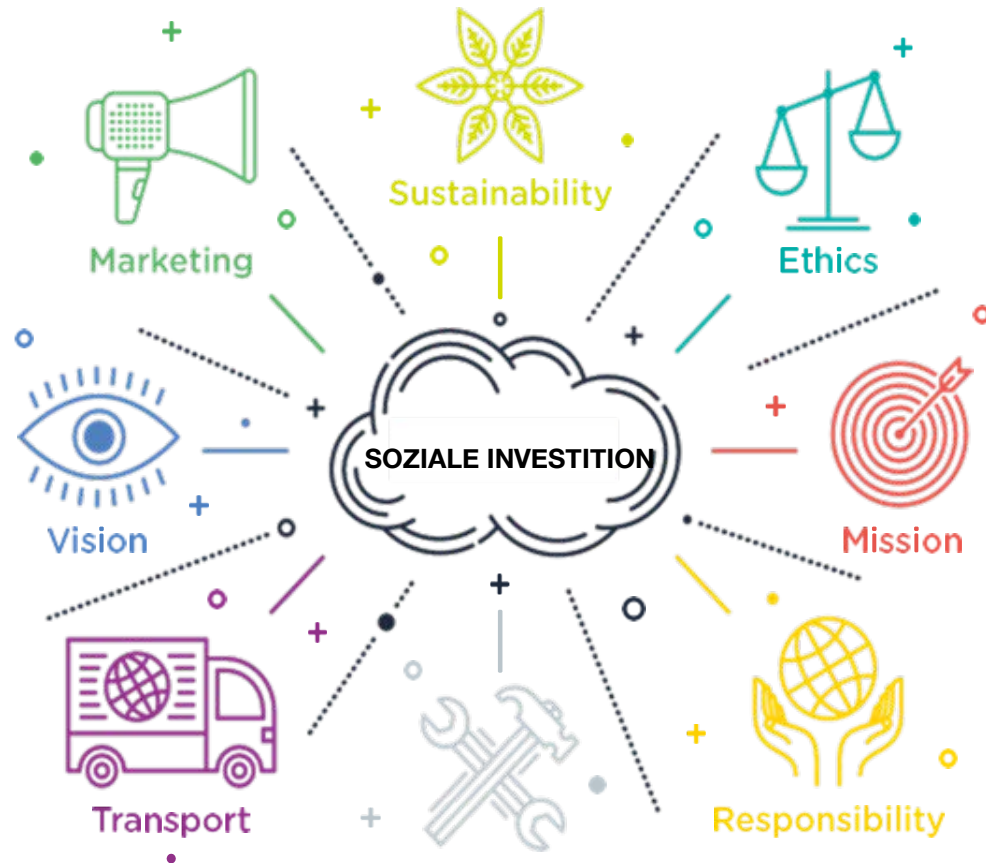 Sustainability
Marketing
Ethics
SOZIALE INVESTITION
Vision
Mission
Transport
Responsibility